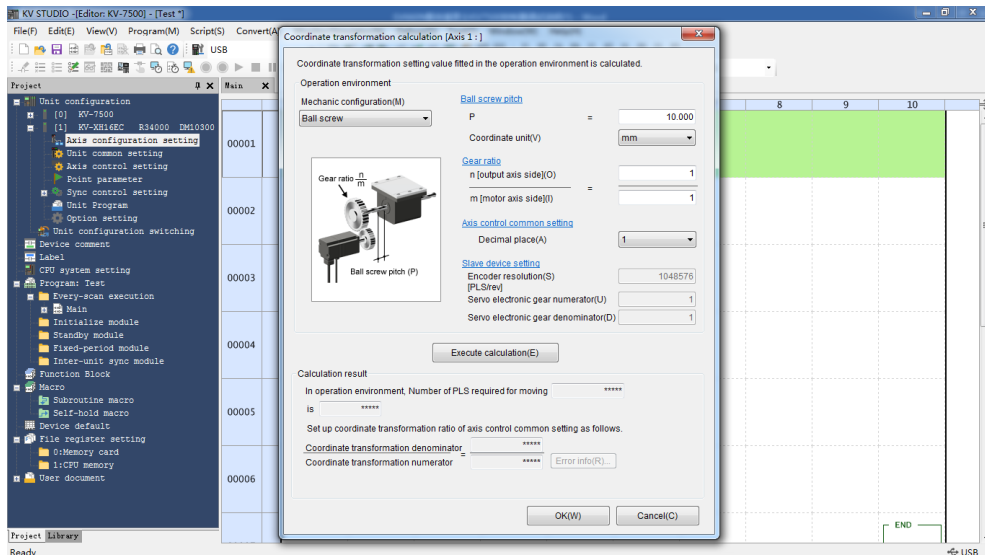 KV STUDIO -[Editor: KV-7500] - [Test *]
File(F) Edit(E) View(V) Program(M) Script(S) Convert(A)
USB
Project
Main
Unit configuration
[0] KV-7500
[1] KV-XH16EC R34000 DM10300
Axis configuration setting
Unit common setting
Axis control setting
Point parameter
Sync control setting
Unit Program
Option setting
Unit configuration switching
Device comment
Label
CPU system setting
Program: Test
Every-scan execution
Main
Initialize module
Standby module
Fixed-period module
Inter-unit sync module
Function Block
Macro
Subroutine macro
Self-hold macro
Device default
File register setting
0:Memory card
1:CPU memory
User document
Project Library
Ready
00001
00002
00003
00004
00005
00006
Coordinate transformation calculation [Axis 1 : ]
Coordinate transformation setting value fitted in the operation environment is calculated.
Operation environment
Mechanic configuration(M)
Ball screw
Gear ratio n
m
Ball screw pitch (P)
Ball screw pitch
P = 10.000
Coordinate unit(V) mm
Gear ratio
n [output axis side](O) 1
=
m [motor axis side](I) 1
Axis control common setting
Decimal place(A) 1
Slave device setting
Encoder resolution(S) 1048576
[PLS/rev]
Servo electronic gear numerator(U) 1
Servo electronic gear denominator(D) 1
Execute calculation(E)
Calculation result
In operation environment, Number of PLS required for moving *****
is *****
Set up coordinate transformation ratio of axis control common setting as follows.
Coordinate transformation denominator *****
=
Coordinate transformation numerator ***** Error info(R)...
OK(W) Cancel(C)
8 9 10
END
USB